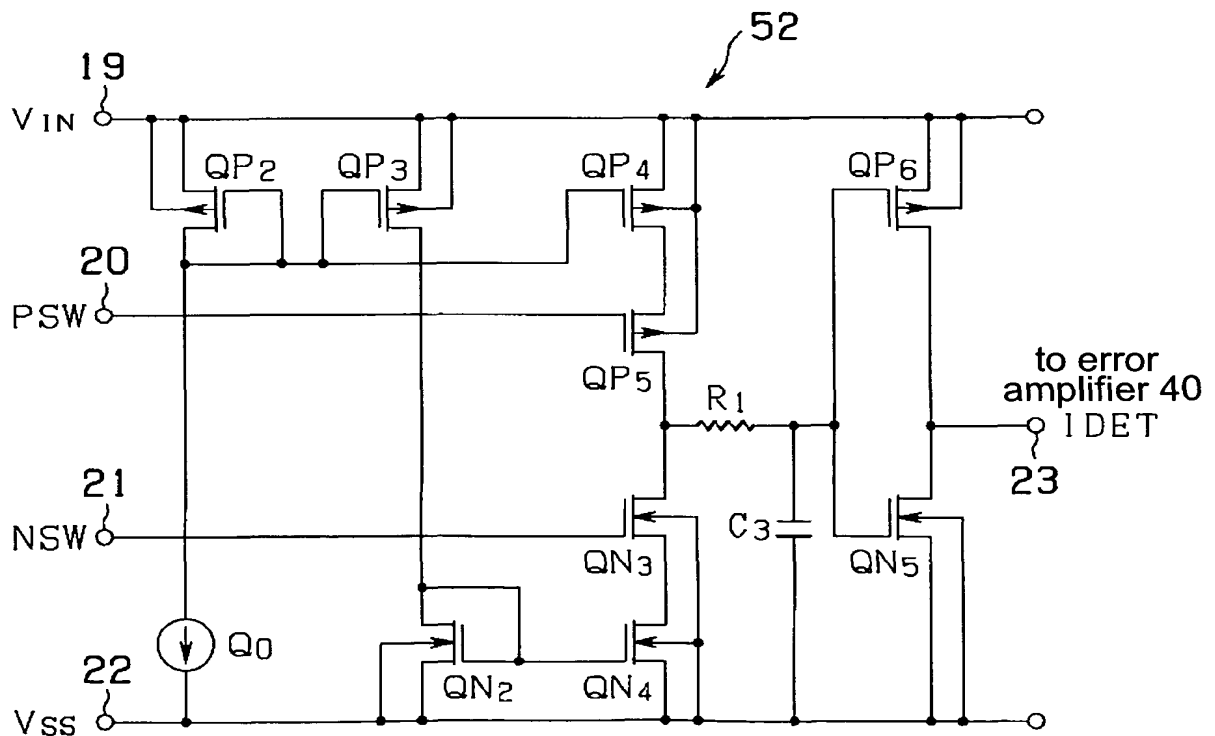 52
19
VIN
QP2
QP3
QP4
QP6
20
PSW
QP5
to error
amplifier 40
R1
IDET
23
21
NSW
QN3
C3
QN5
Q0
QN2
QN4
22
VSS